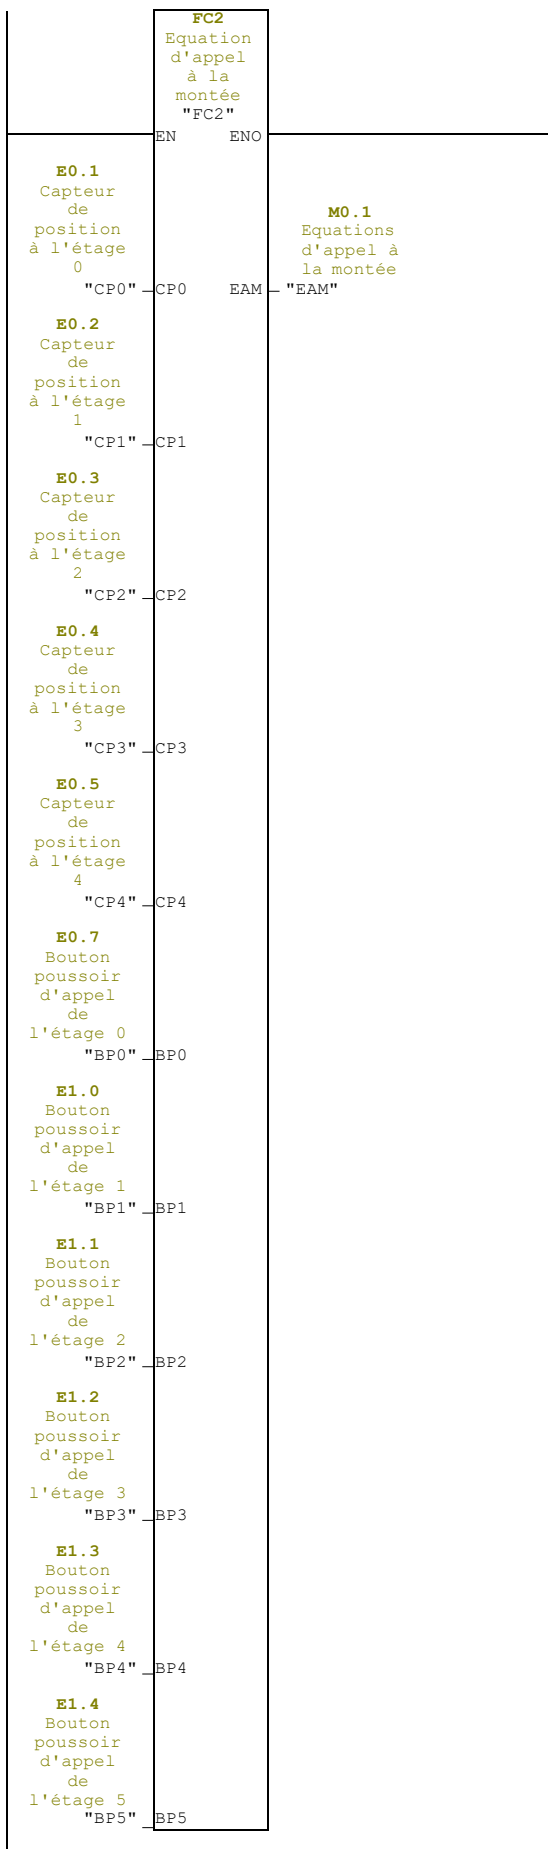 FC2
Equation
d'appel
à la
montée
"FC2"
EN ENO
E0.1
Capteur
de
position
à l'étage
0
"CP0" CP0
M0.1
Equations
d'appel à
la montée
EAM "EAM"
E0.2
Capteur
de
position
à l'étage
1
"CP1" CP1
E0.3
Capteur
de
position
à l'étage
2
"CP2" CP2
E0.4
Capteur
de
position
à l'étage
3
"CP3" CP3
E0.5
Capteur
de
position
à l'étage
4
"CP4" CP4
E0.7
Bouton
poussoir
d'appel
de
l'étage 0
"BP0" BP0
E1.0
Bouton
poussoir
d'appel
de
l'étage 1
"BP1" BP1
E1.1
Bouton
poussoir
d'appel
de
l'étage 2
"BP2" BP2
E1.2
Bouton
poussoir
d'appel
de
l'étage 3
"BP3" BP3
E1.3
Bouton
poussoir
d'appel
de
l'étage 4
"BP4" BP4
E1.4
Bouton
poussoir
d'appel
de
l'étage 5
"BP5" BP5